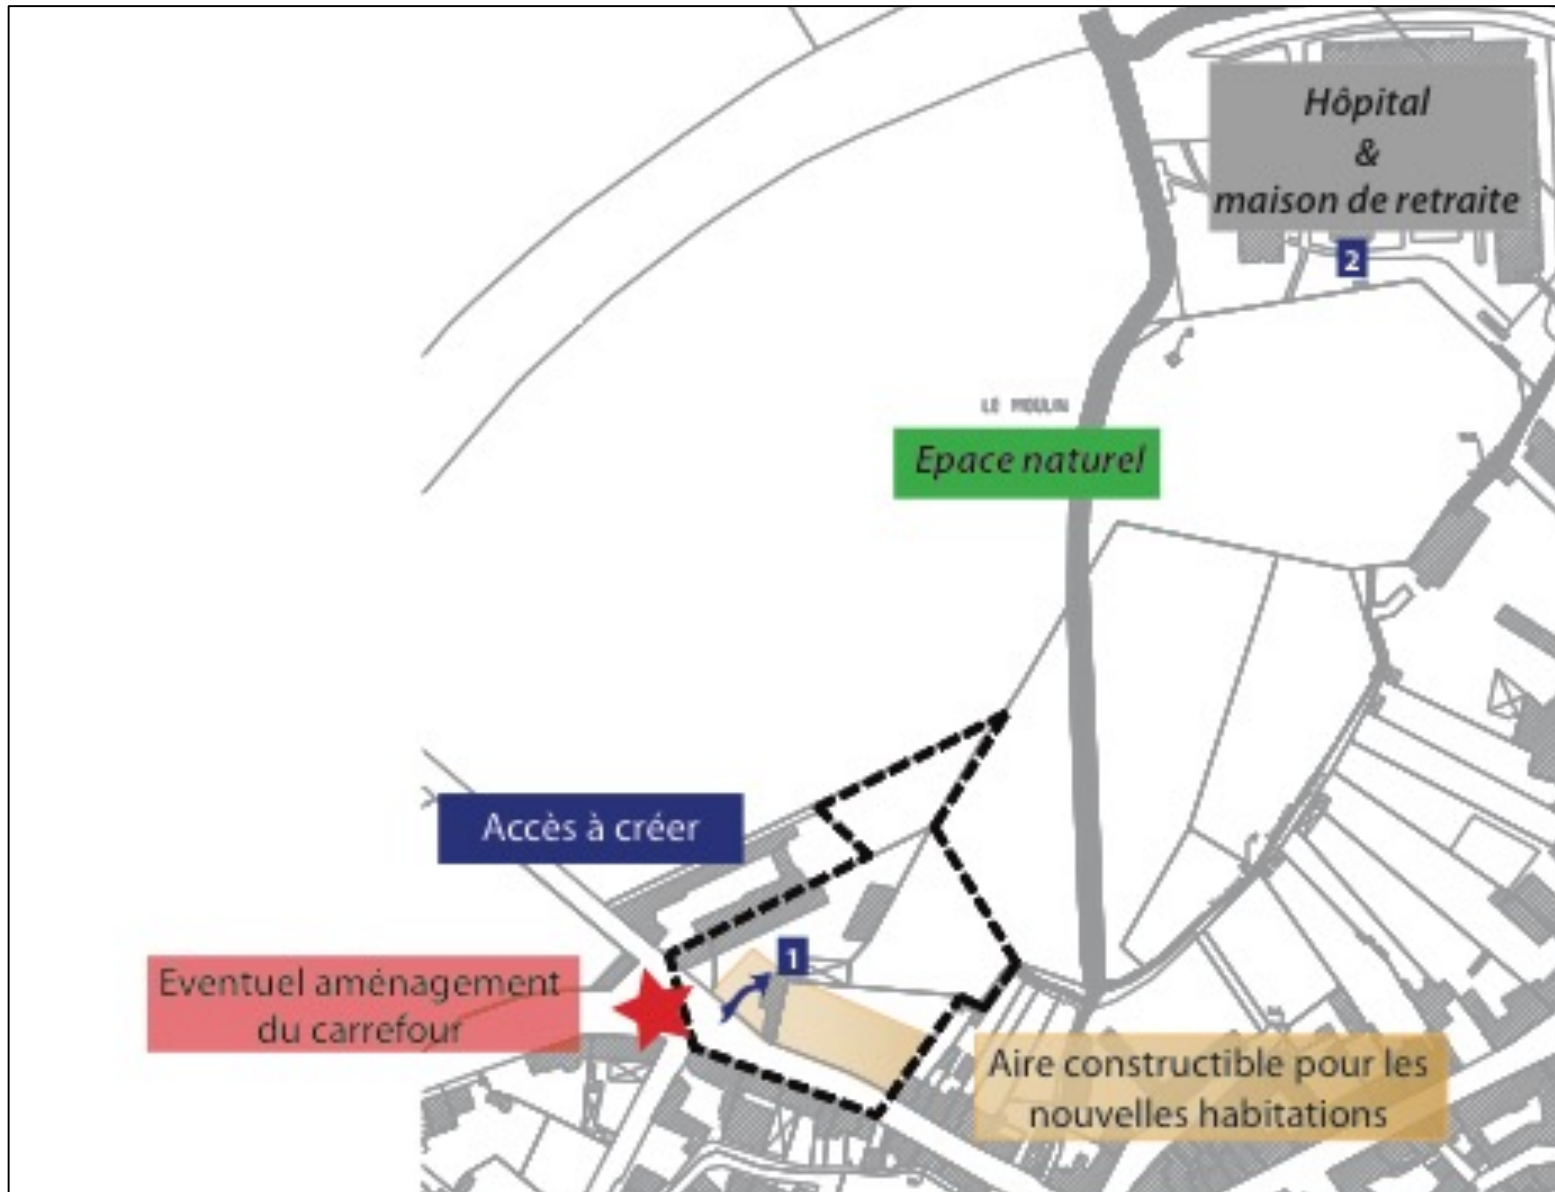 Hôpital
&
maison de retraite
2
LE MOULIN
Epace naturel
Accès à créer
1
Eventuel aménagement
du carrefour
Aire constructible pour les
nouvelles habitations